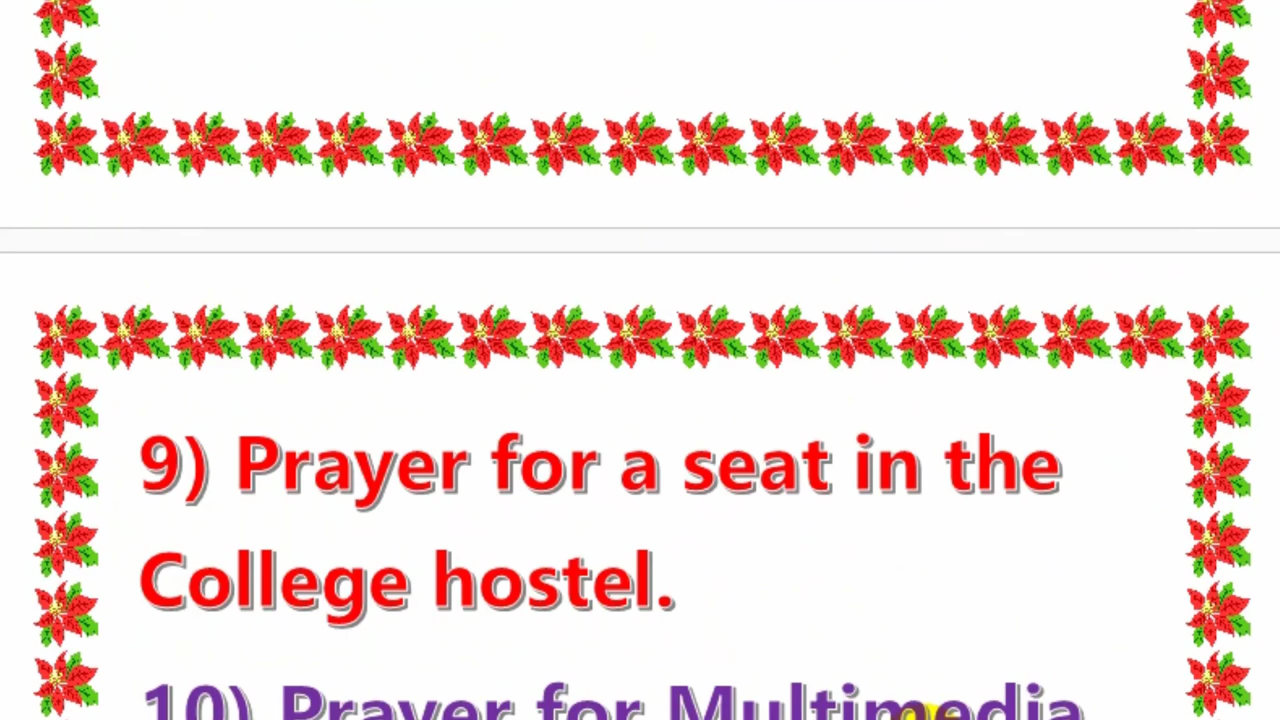 9) Prayer for a seat in the
College hostel.
10) Prayer for Multimedia